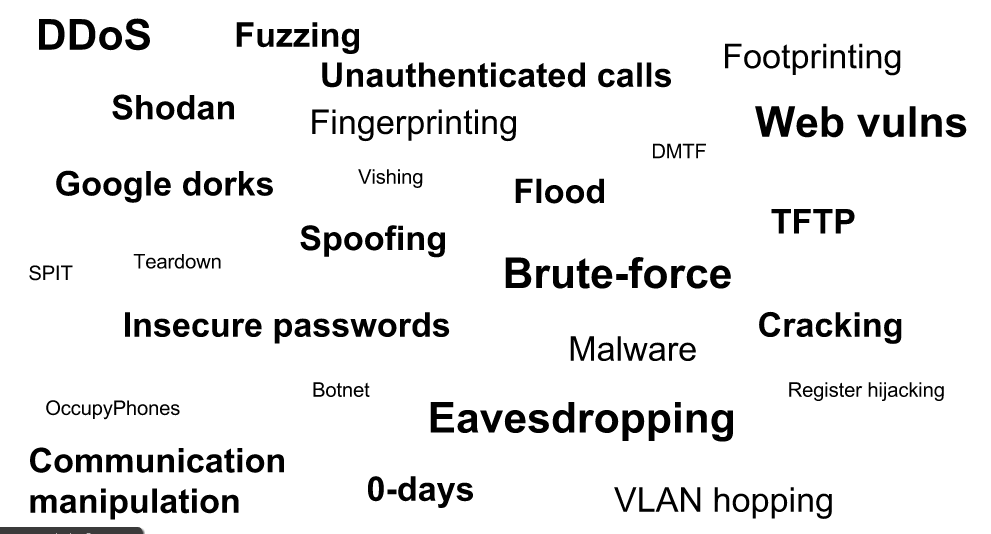 DDoS
Fuzzing
Footprinting
Unauthenticated calls
Shodan
Fingerprinting
Web vulns
DMTF
Google dorks
Vishing
Flood
TFTP
Spoofing
SPIT
Teardown
Brute-force
Insecure passwords
Cracking
Malware
OccupyPhones
Botnet
Register hijacking
Eavesdropping
Communication
manipulation
0-days
VLAN hopping